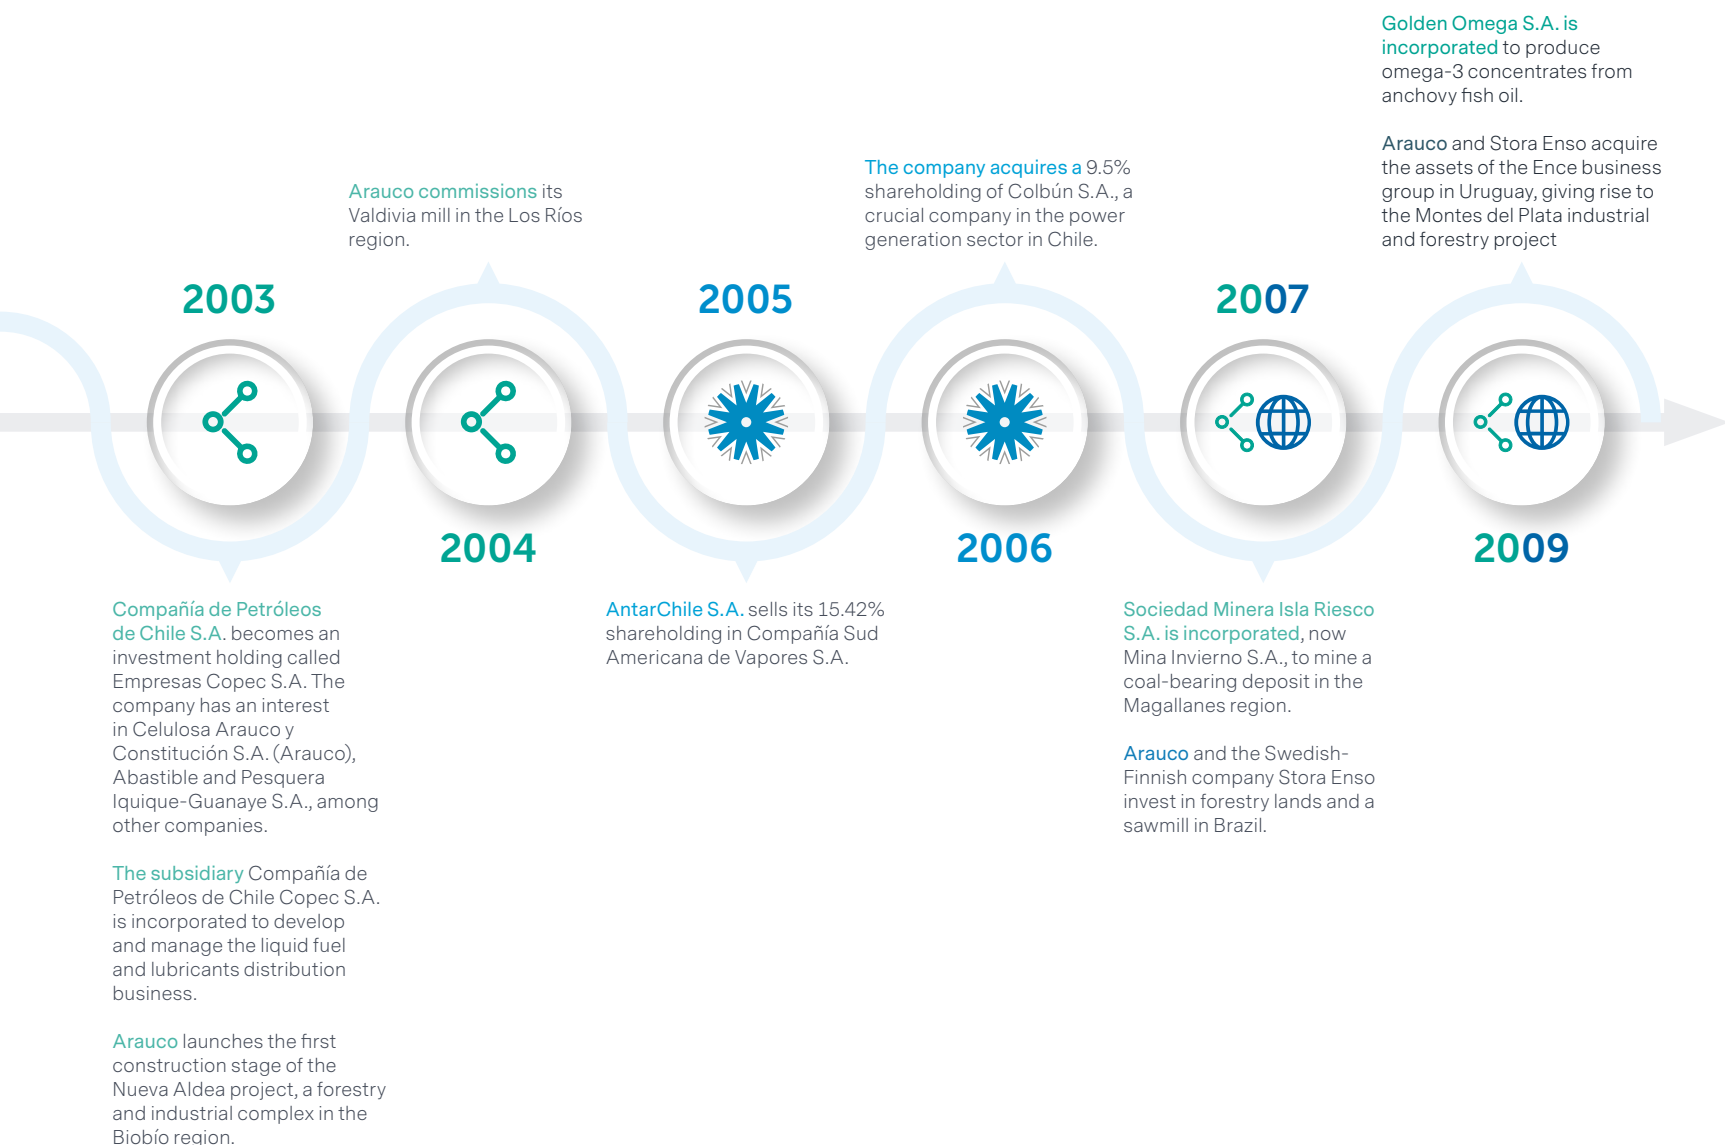 2003
Compañía de Petróleos
de Chile S.A. becomes an
investment holding called
Empresas Copec S.A. The
company has an interest
in Celulosa Arauco y
Constitución S.A. (Arauco),
Abastible and Pesquera
Iquique-Guanaye S.A., among
other companies.
The subsidiary Compañía de
Petróleos de Chile Copec S.A.
is incorporated to develop
and manage the liquid fuel
and lubricants distribution
business.
Arauco launches the first
construction stage of the
Nueva Aldea project, a forestry
and industrial complex in the
Biobío region.
Arauco commissions its
Valdivia mill in the Los Ríos
region.
2004
2005
AntarChile S.A. sells its 15.42%
shareholding in Compañía Sud
Americana de Vapores S.A.
The company acquires a 9.5%
shareholding of Colbún S.A., a
crucial company in the power
generation sector in Chile.
2006
2007
Sociedad Minera Isla Riesco
S.A. is incorporated, now
Mina Invierno S.A., to mine a
coal-bearing deposit in the
Magallanes region.
Arauco and the Swedish-
Finnish company Stora Enso
invest in forestry lands and a
sawmill in Brazil.
Golden Omega S.A. is
incorporated to produce
omega-3 concentrates from
anchovy fish oil.
Arauco and Stora Enso acquire
the assets of the Ence business
group in Uruguay, giving rise to
the Montes del Plata industrial
and forestry project
2009